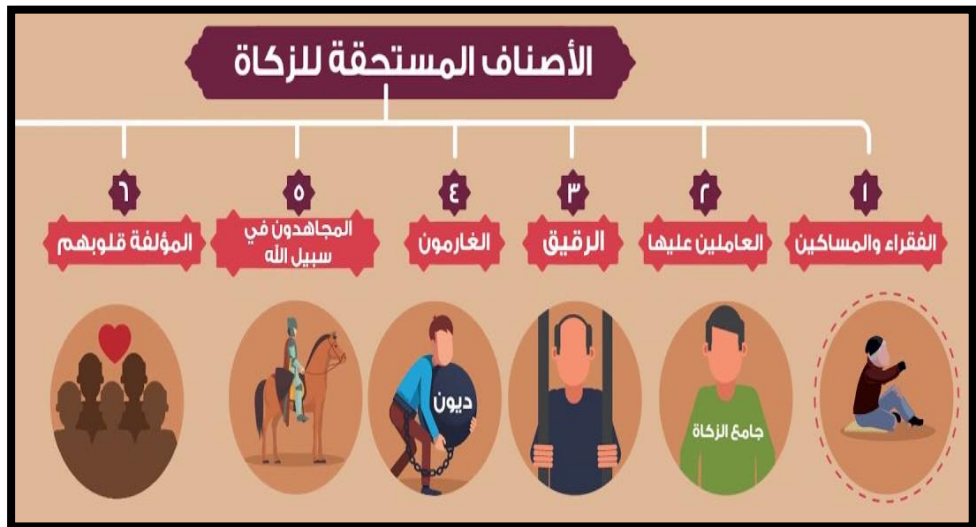 الأصناف المستحقة للزكاة
١
الفقراء والمساكين
٢
العاملين عليها
جامع الزكاة
٣
الرقيق
٤
الغارمون
ديون
٥
المجاهدون في
سبيل الله
٦
المؤلفة قلوبهم